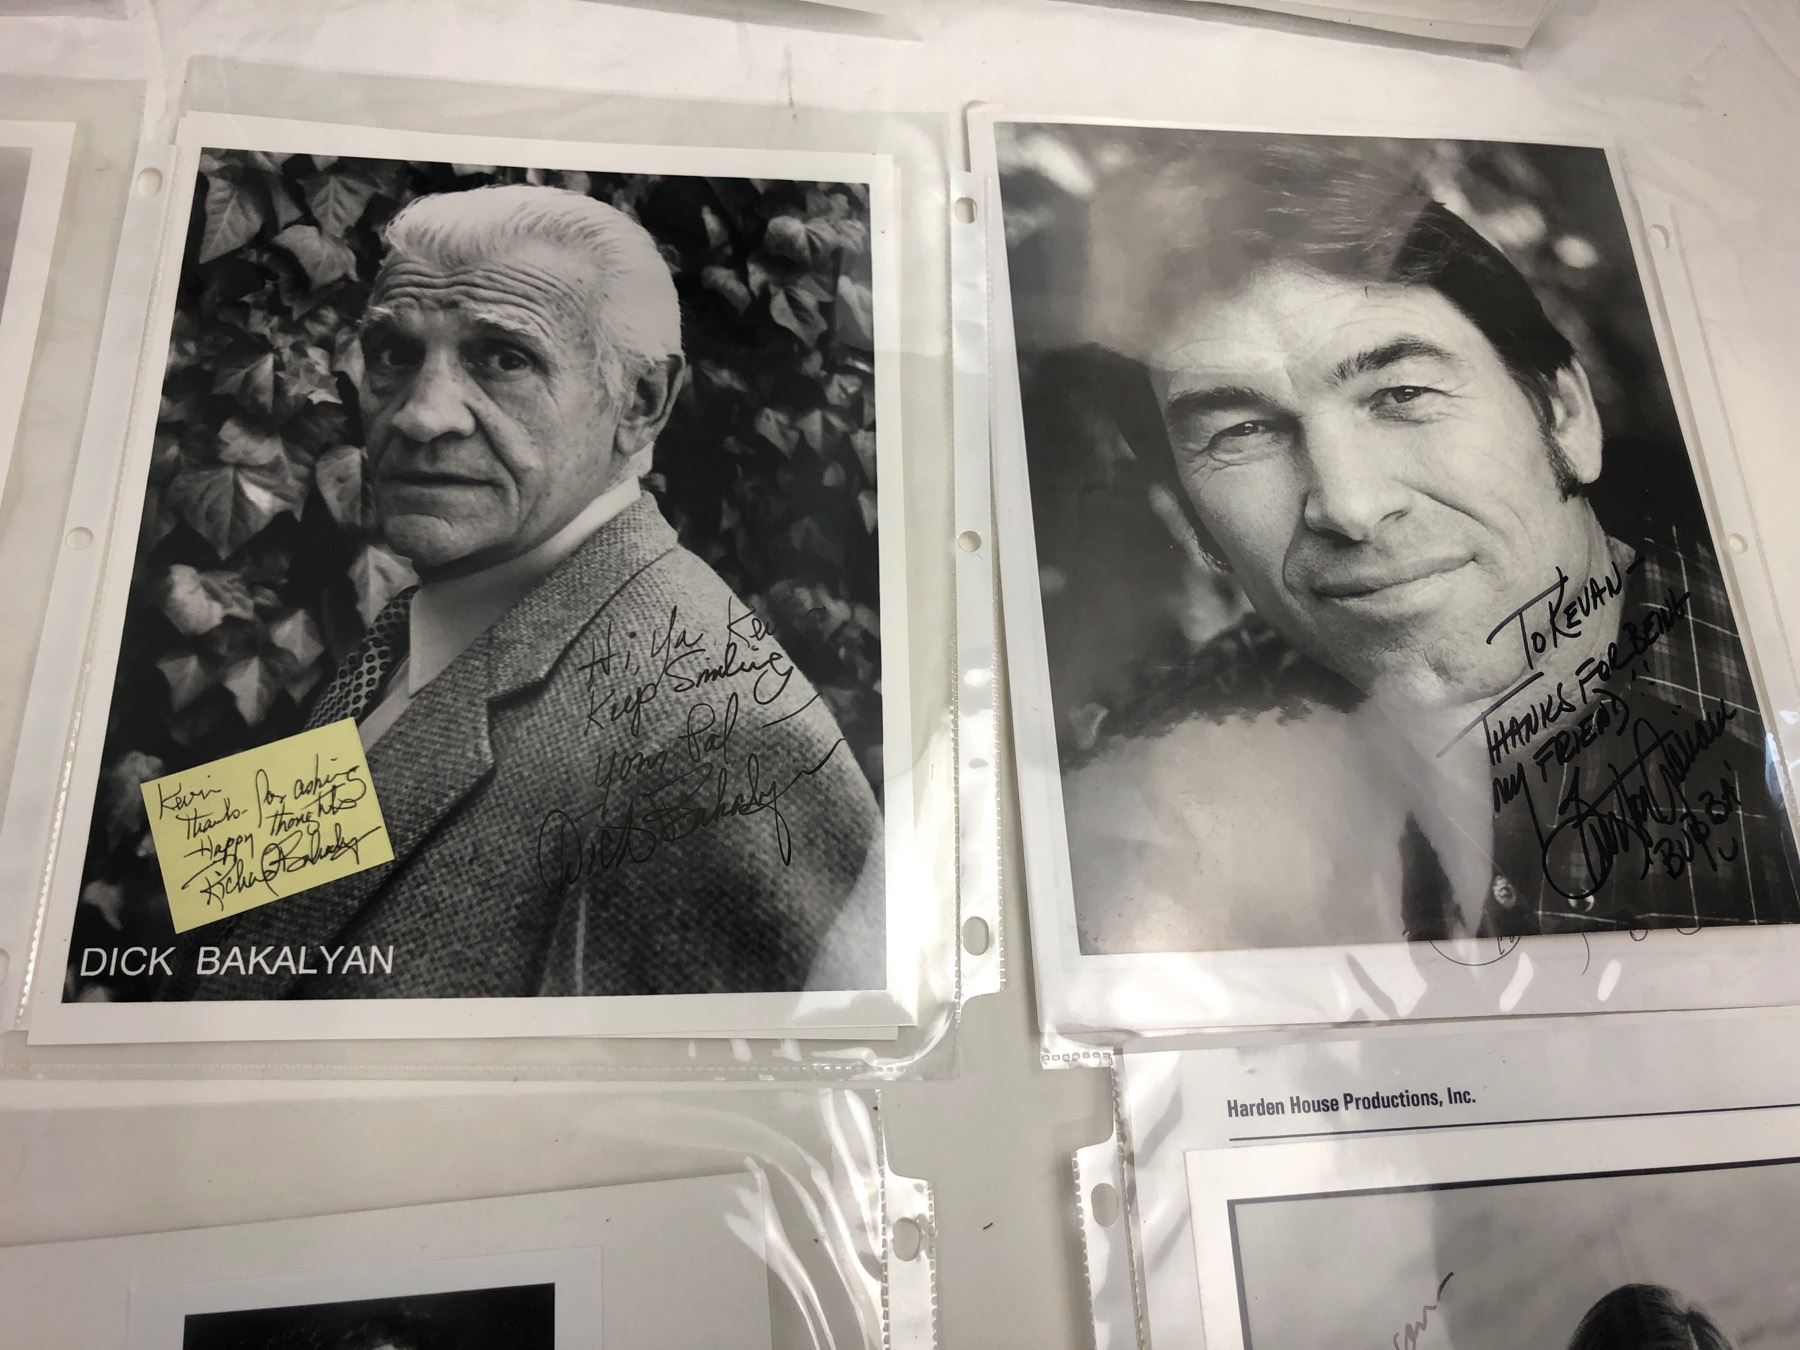 Hi, Ya Kevin
Keep Smiling
your Pal
Dick Bakalyan
Kevin
thanks for asking
Happy thoughts
Richard Bakalyan
DICK BAKALYAN
TO KEVAN-
THANKS FOR BEING
MY FRIEND!!
BUBBA
Harden House Productions, Inc.